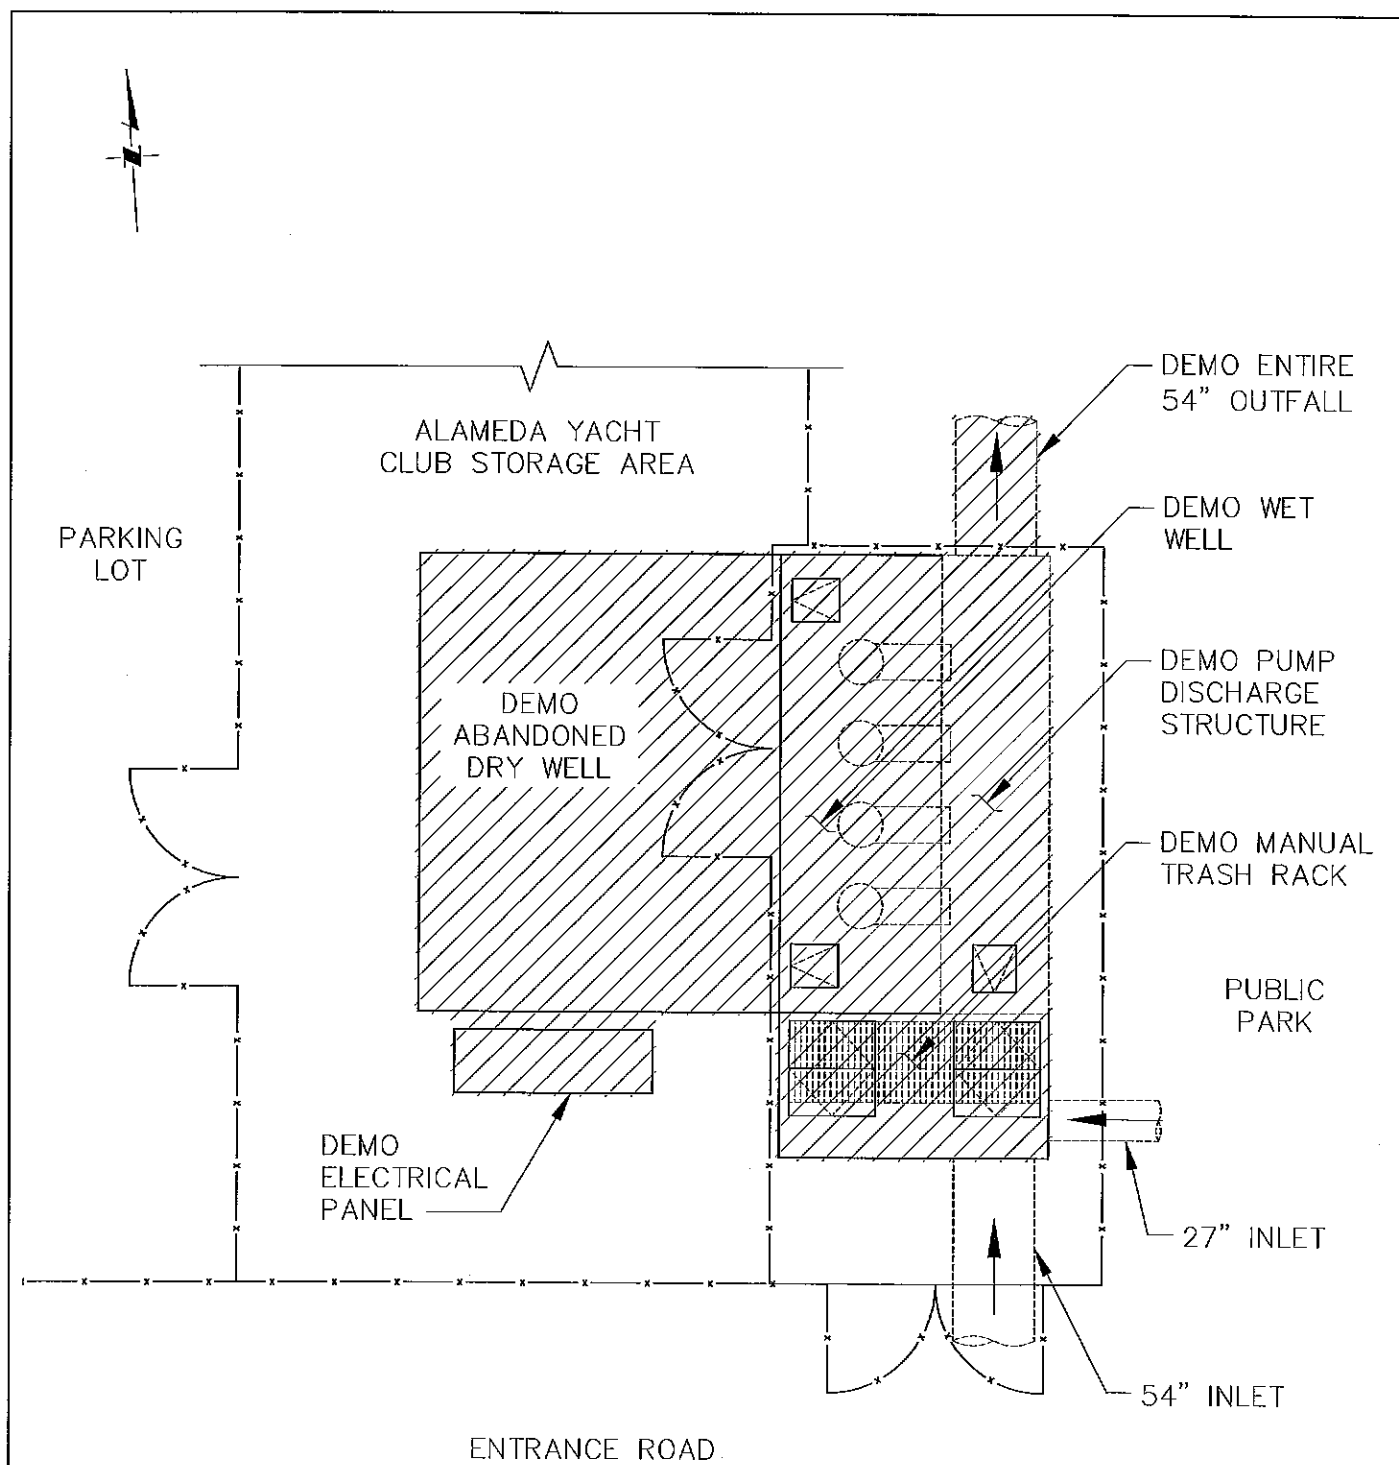 DEMO ENTIRE
54" OUTFALL
ALAMEDA YACHT
CLUB STORAGE AREA
PARKING
LOT
DEMO WET
WELL
DEMO PUMP
DISCHARGE
STRUCTURE
DEMO
ABANDONED
DRY WELL
DEMO MANUAL
TRASH RACK
PUBLIC
PARK
DEMO
ELECTRICAL
PANEL
27" INLET
54" INLET
ENTRANCE ROAD